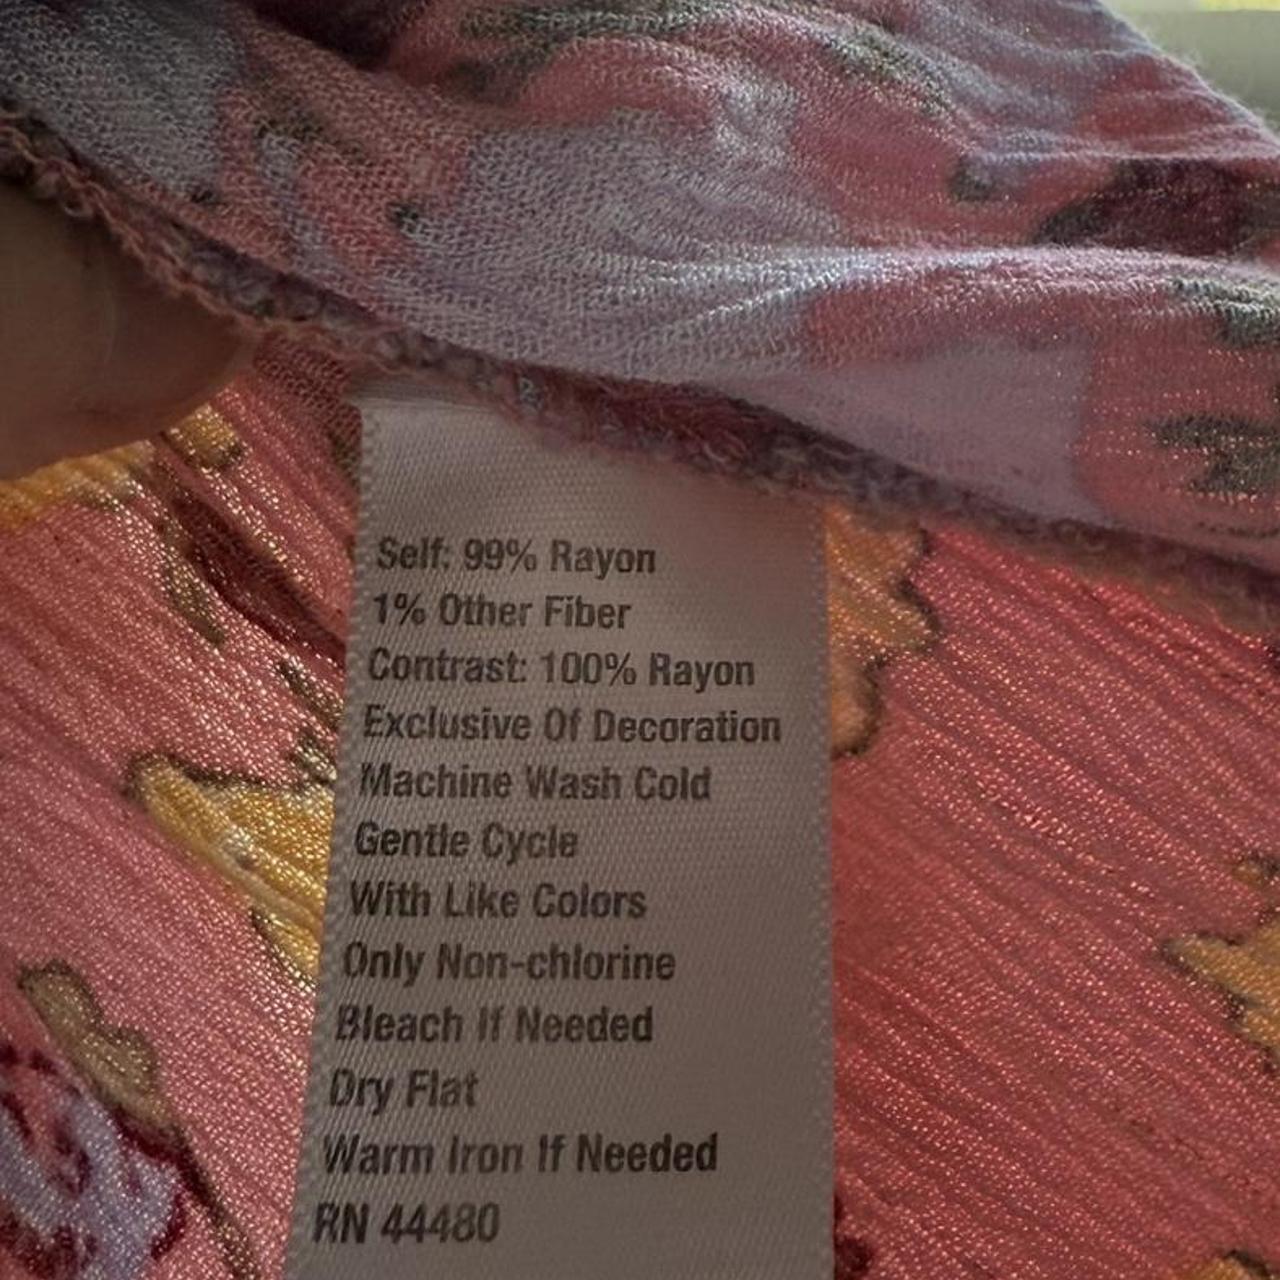 Self: 99% Rayon
1% Other Fiber
Contrast: 100% Rayon
Exclusive Of Decoration
Machine Wash Cold
Gentle Cycle
With Like Colors
Only Non-chlorine
Bleach If Needed
Dry Flat
Warm Iron If Needed
RN 44480